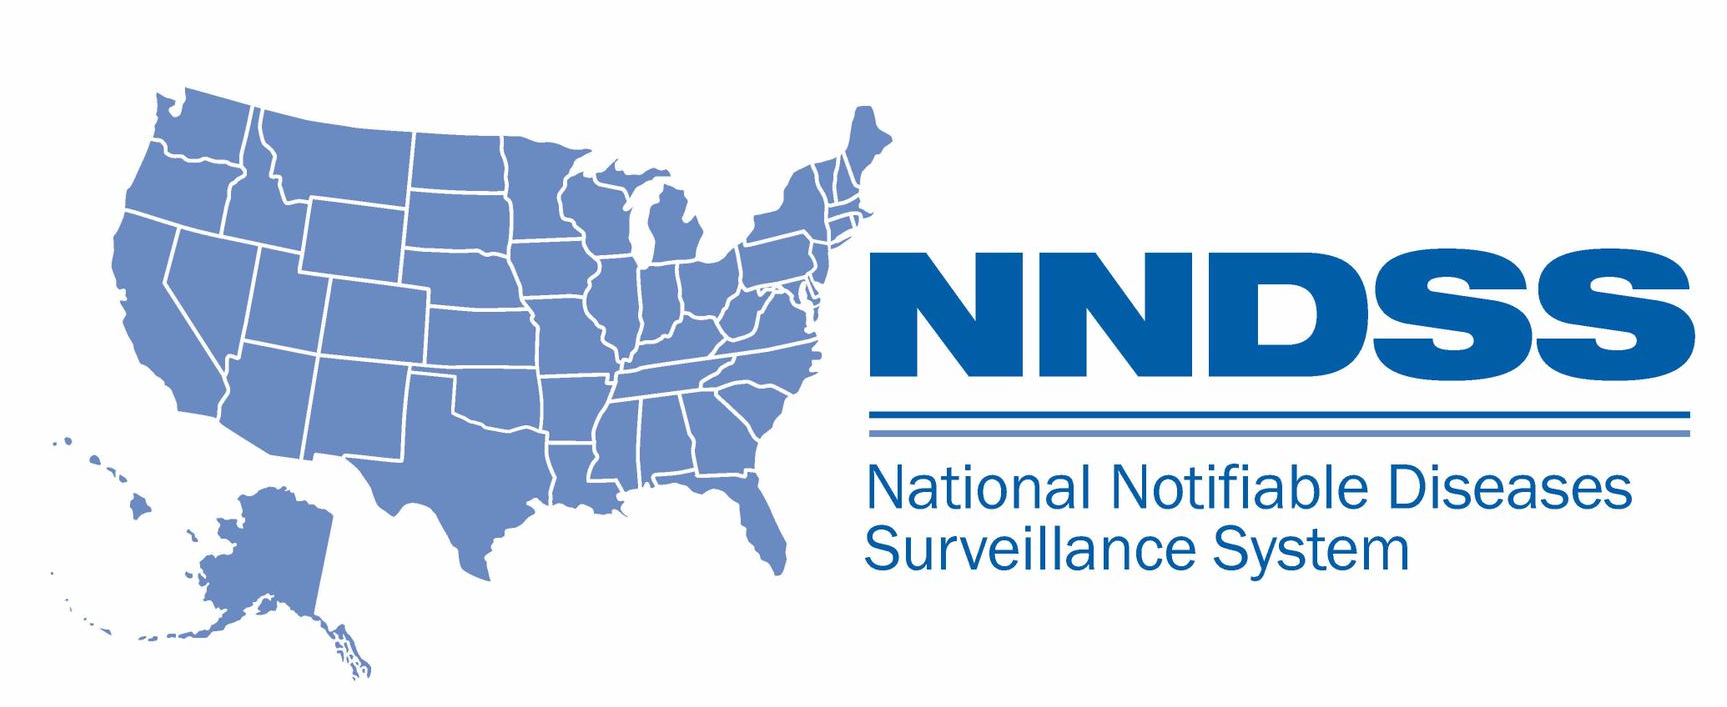 NNDSS
National Notifiable Diseases
Surveillance System